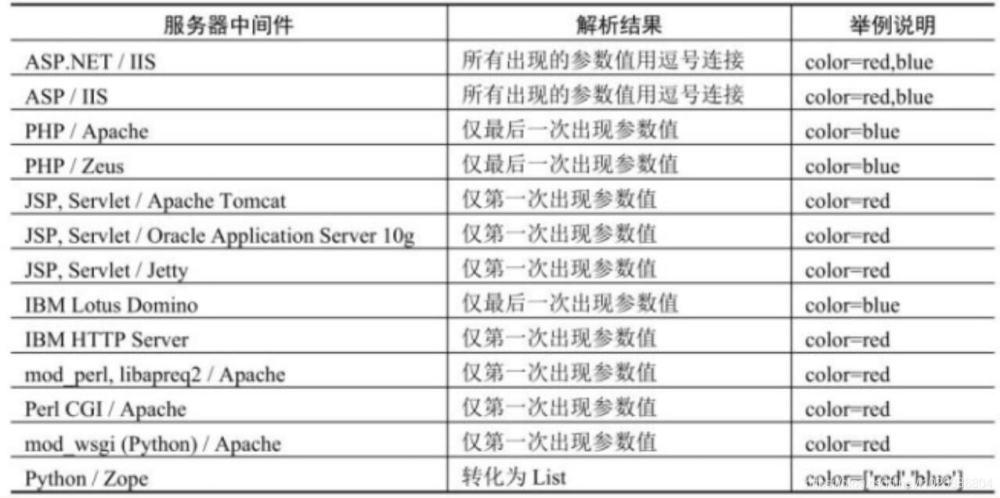 服务器中间件 解析结果 举例说明
ASP.NET / IIS 所有出现的参数值用逗号连接 color=red,blue
ASP / IIS 所有出现的参数值用逗号连接 color=red,blue
PHP / Apache 仅最后一次出现参数值 color=blue
PHP / Zeus 仅最后一次出现参数值 color=blue
JSP, Servlet / Apache Tomcat 仅第一次出现参数值 color=red
JSP, Servlet / Oracle Application Server 10g 仅第一次出现参数值 color=red
JSP, Servlet / Jetty 仅第一次出现参数值 color=red
IBM Lotus Domino 仅最后一次出现参数值 color=blue
IBM HTTP Server 仅第一次出现参数值 color=red
mod_perl, libapreq2 / Apache 仅第一次出现参数值 color=red
Perl CGI / Apache 仅第一次出现参数值 color=red
mod_wsgi (Python) / Apache 仅第一次出现参数值 color=red
Python / Zope 转化为 List color=['red','blue']